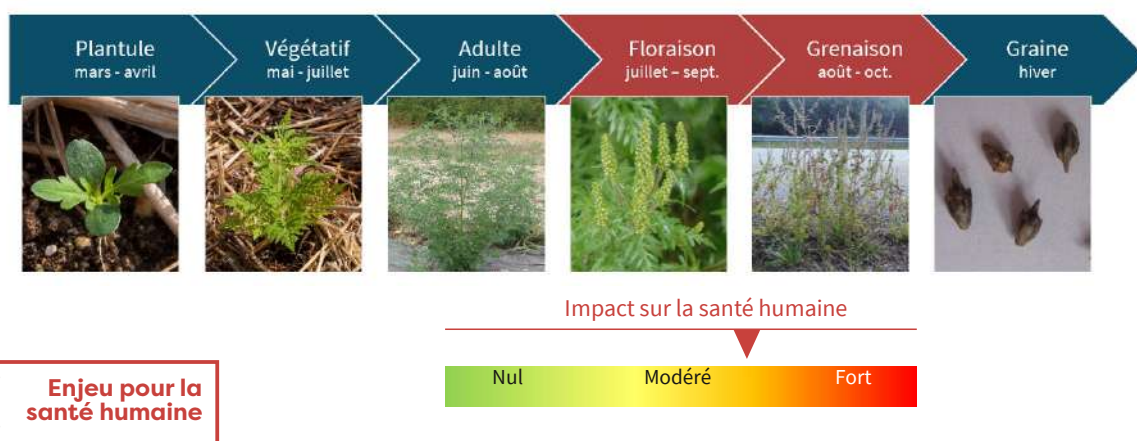 Plantule
mars - avril
Végétatif
mai - juillet
Adulte
juin - août
Floraison
juillet – sept.
Grenaison
août - oct.
Graine
hiver
Impact sur la santé humaine
Nul
Modéré
Fort
Enjeu pour la
santé humaine